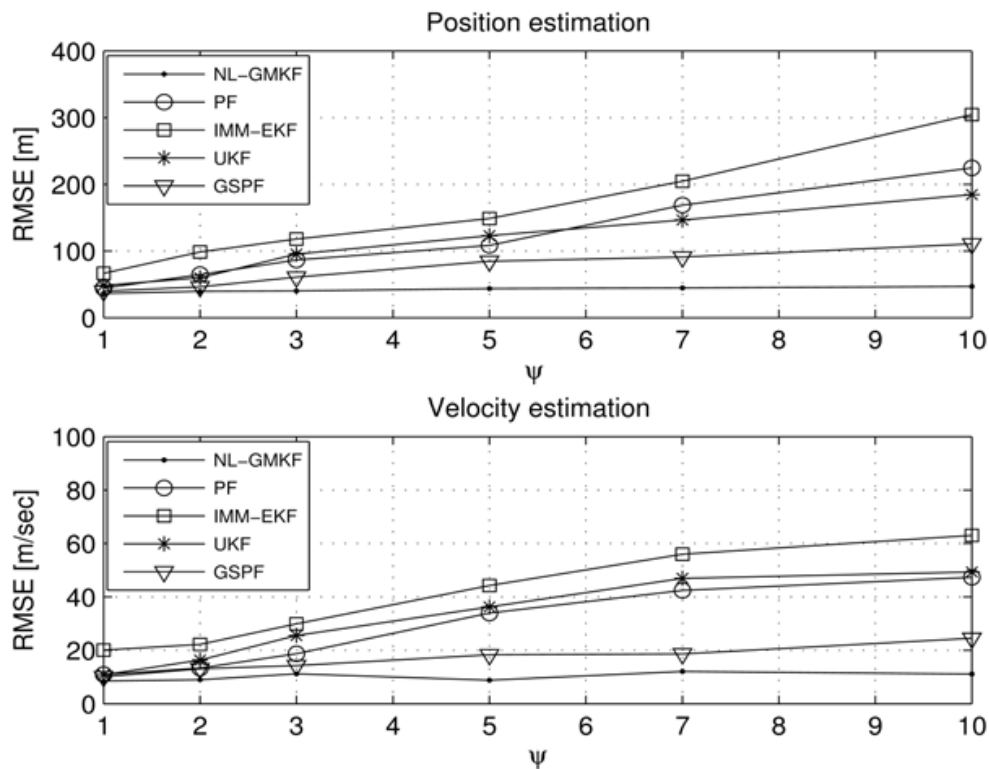 Position estimation
RMSE [m]
400
300
200
100
0
NL-GMKF
PF
IMM-EKF
UKF
GSPF
1 2 3 4 5 6 7 8 9 10
ψ
Velocity estimation
RMSE [m/sec]
100
80
60
40
20
0
NL-GMKF
PF
IMM-EKF
UKF
GSPF
1 2 3 4 5 6 7 8 9 10
ψ